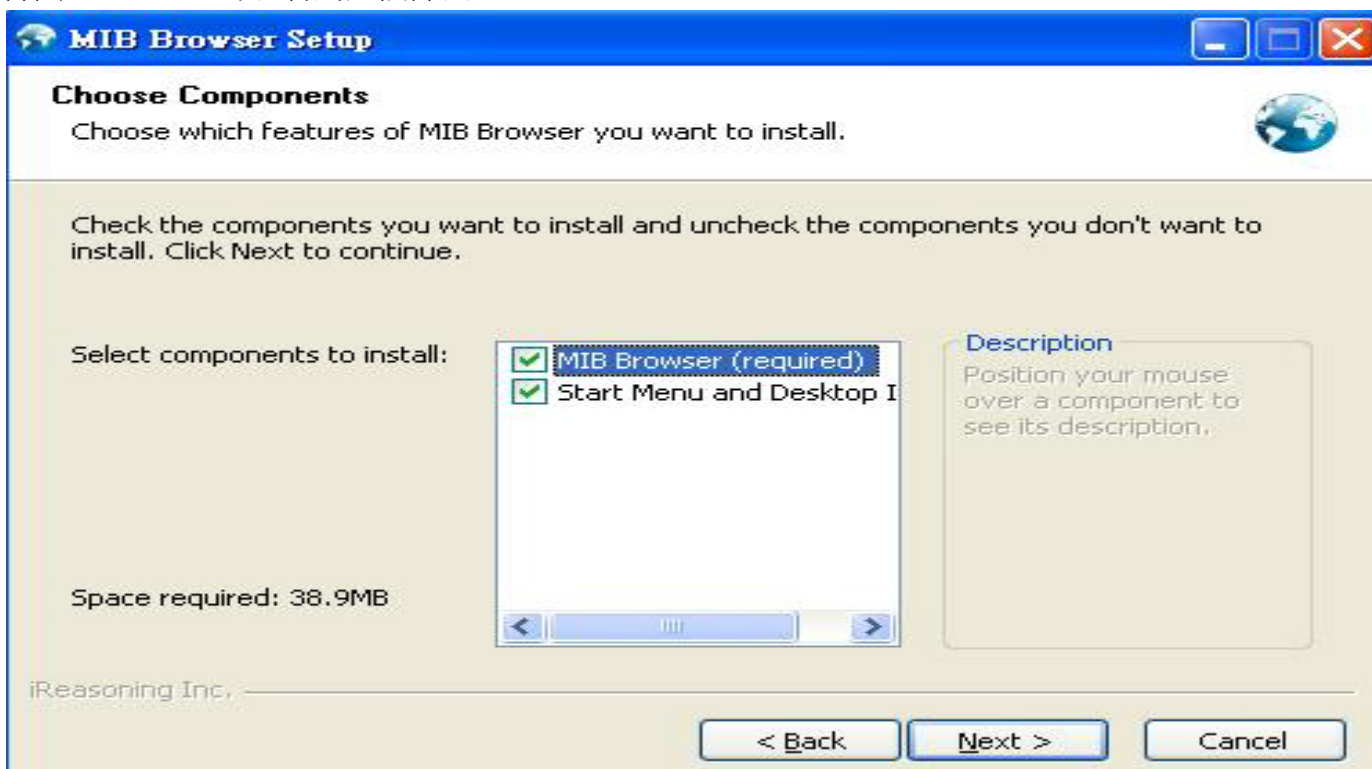 MIB Browser Setup
Choose Components
Choose which features of MIB Browser you want to install.
Check the components you want to install and uncheck the components you don't want to
install. Click Next to continue.
Select components to install:
MIB Browser (required)
Start Menu and Desktop I
Description
Position your mouse
over a component to
see its description.
Space required: 38.9MB
iReasoning Inc.
< Back
Next >
Cancel